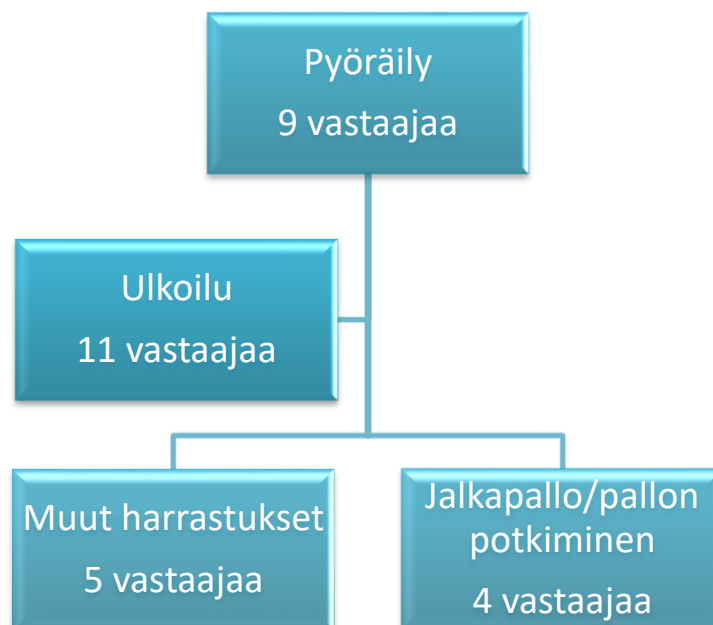 Pyöräily
9 vastaajaa
Ulkoilu
11 vastaajaa
Muut harrastukset
5 vastaajaa
Jalkapallo/pallon
potkiminen
4 vastaajaa